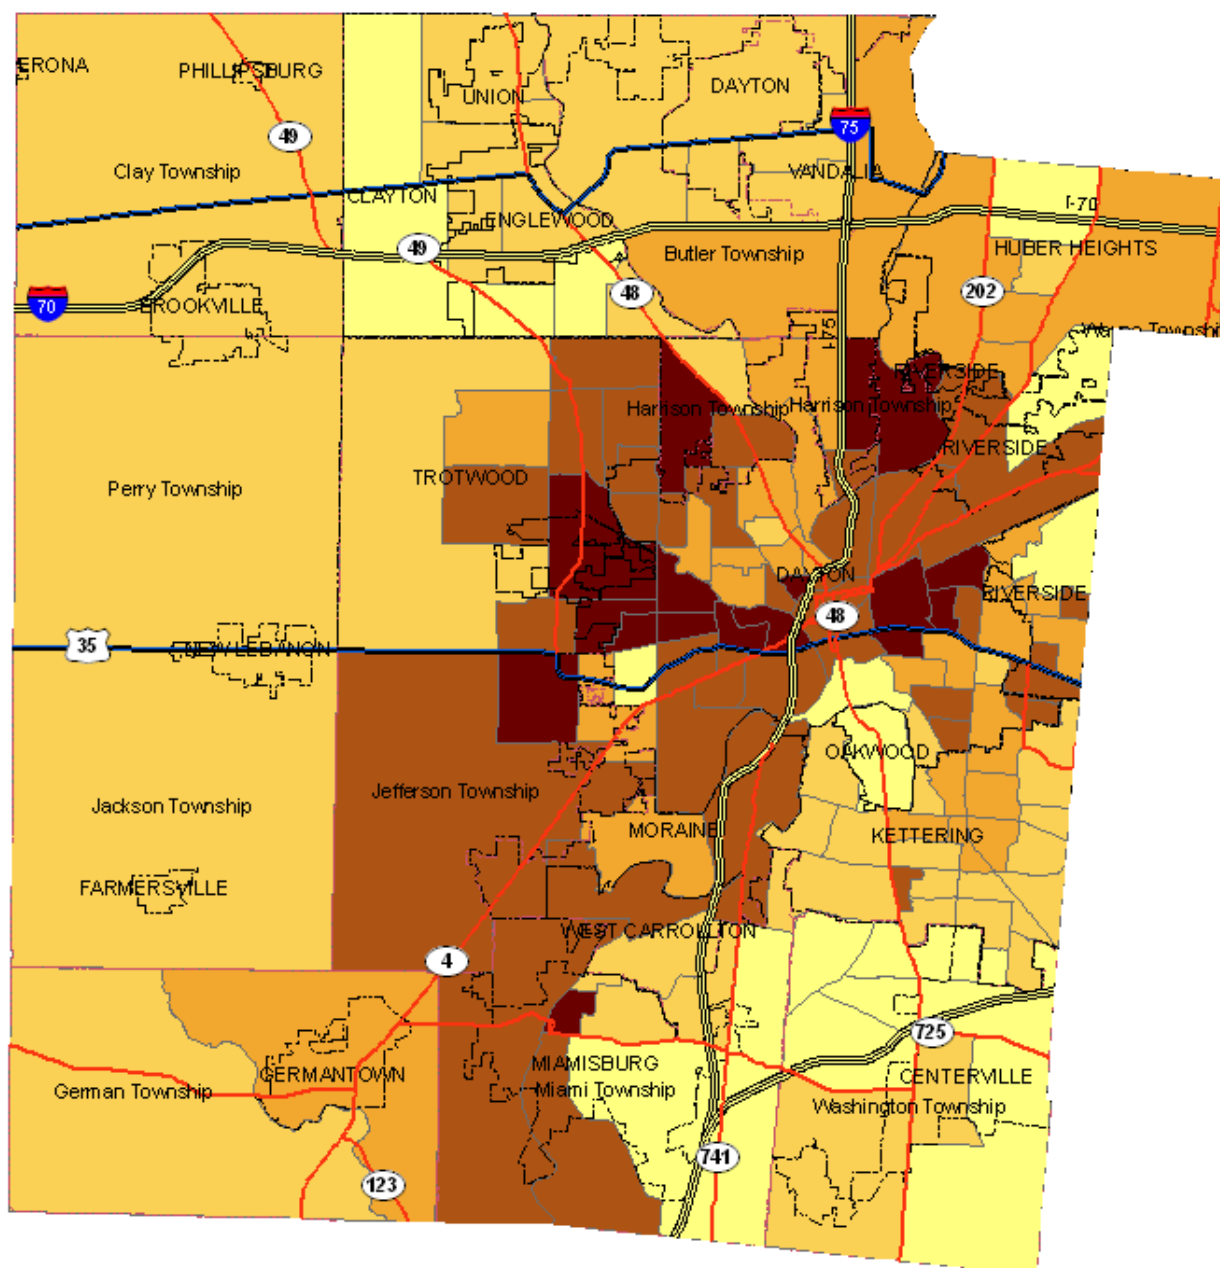 ERONA
PHILLIPSBURG
UNION
DAYTON
49
75
Clay Township
CLAYTON
VANDALIA
I-70
ENGLEWOOD
49
Butler Township
HUBER HEIGHTS
70
BROOKVILLE
48
202
I-75
Wayne Township
RIVERSIDE
Harrison Township
Harrison Township
RIVERSIDE
TROTWOOD
Perry Township
DAYTON
RIVERSIDE
48
35
NEW LEBANON
OAKWOOD
Jefferson Township
Jackson Township
MORAINE
KETTERING
FARMERSVILLE
WEST CARROLLTON
4
725
MIAMISBURG
GERMANTOWN
CENTERVILLE
German Township
Miami Township
Washington Township
741
123